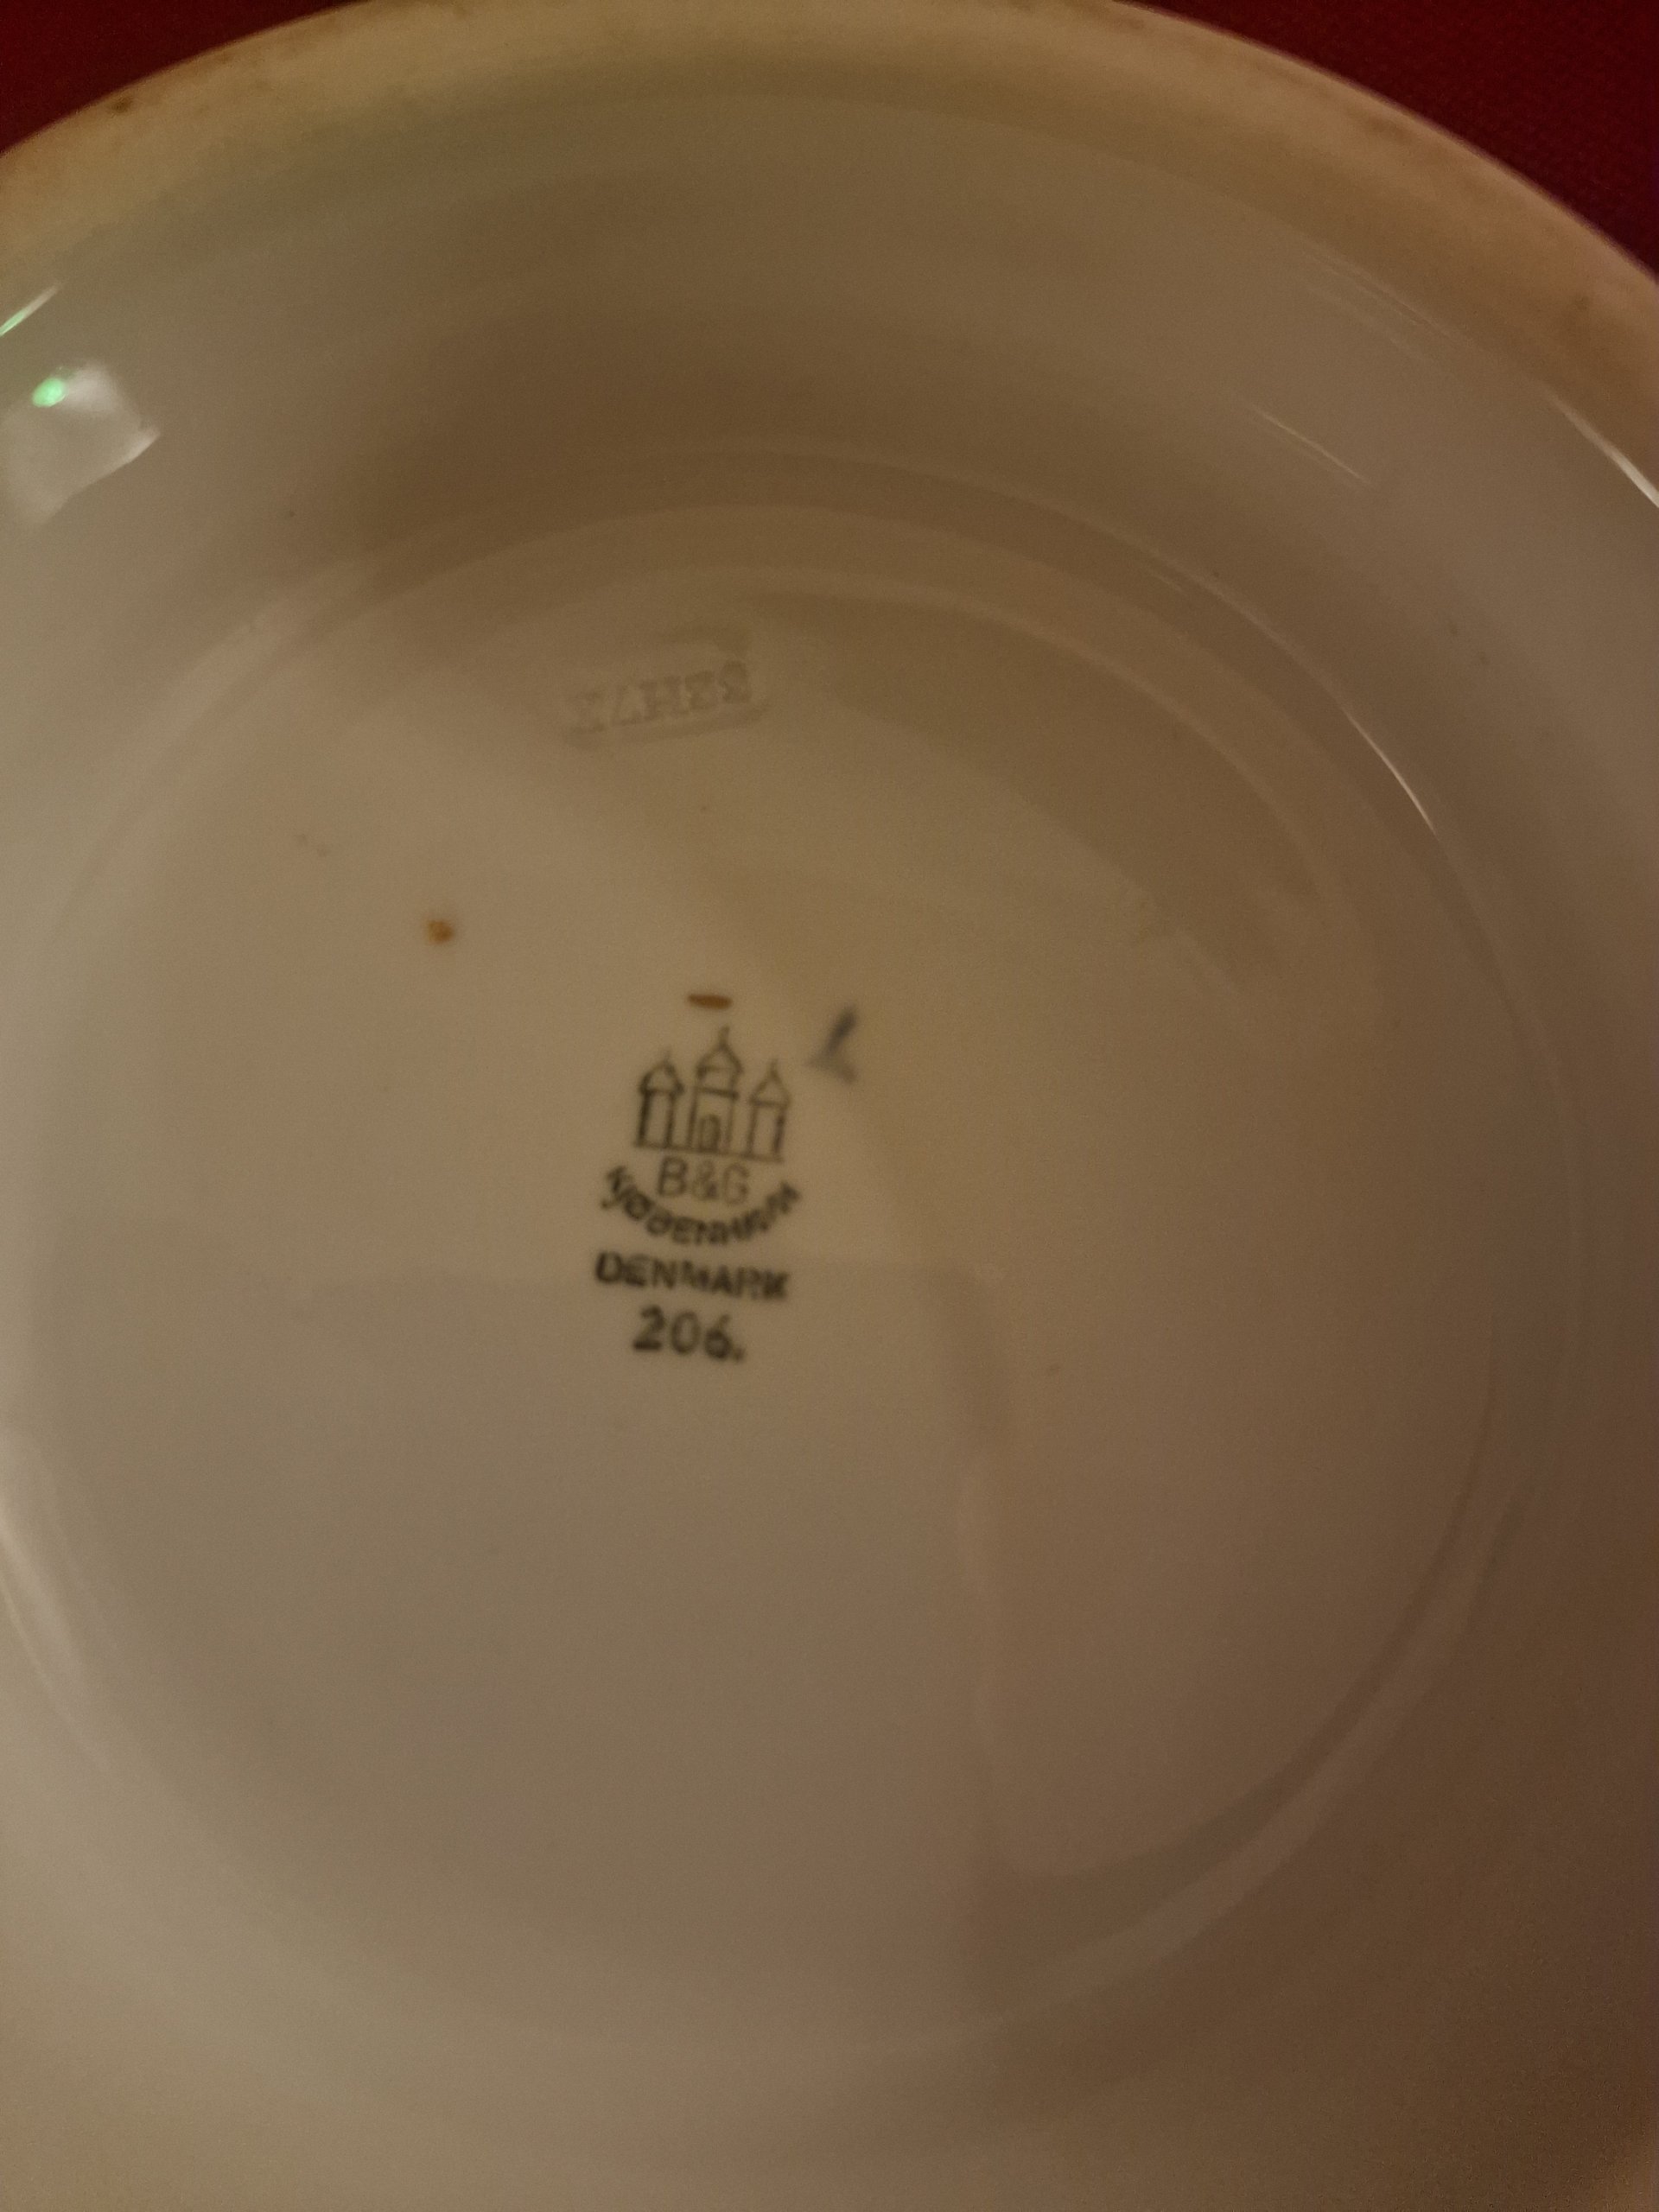 B&G
KJØBENHAVN
DENMARK
206.